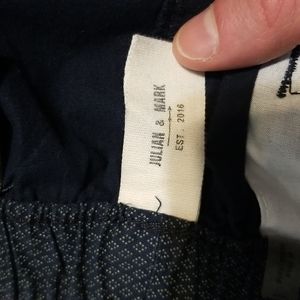 JULIAN & MARK
EST. 2016